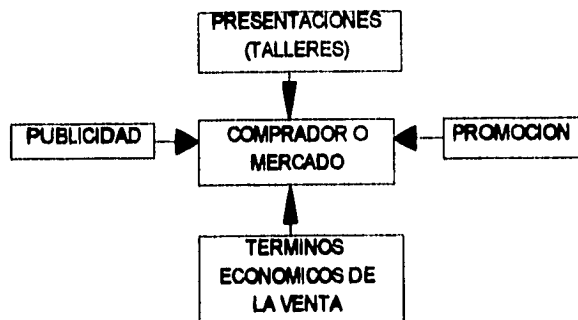 PRESENTACIONES
(TALLERES)
PUBLICIDAD
COMPRADOR O
MERCADO
PROMOCION
TERMINOS
ECONOMICOS DE
LA VENTA